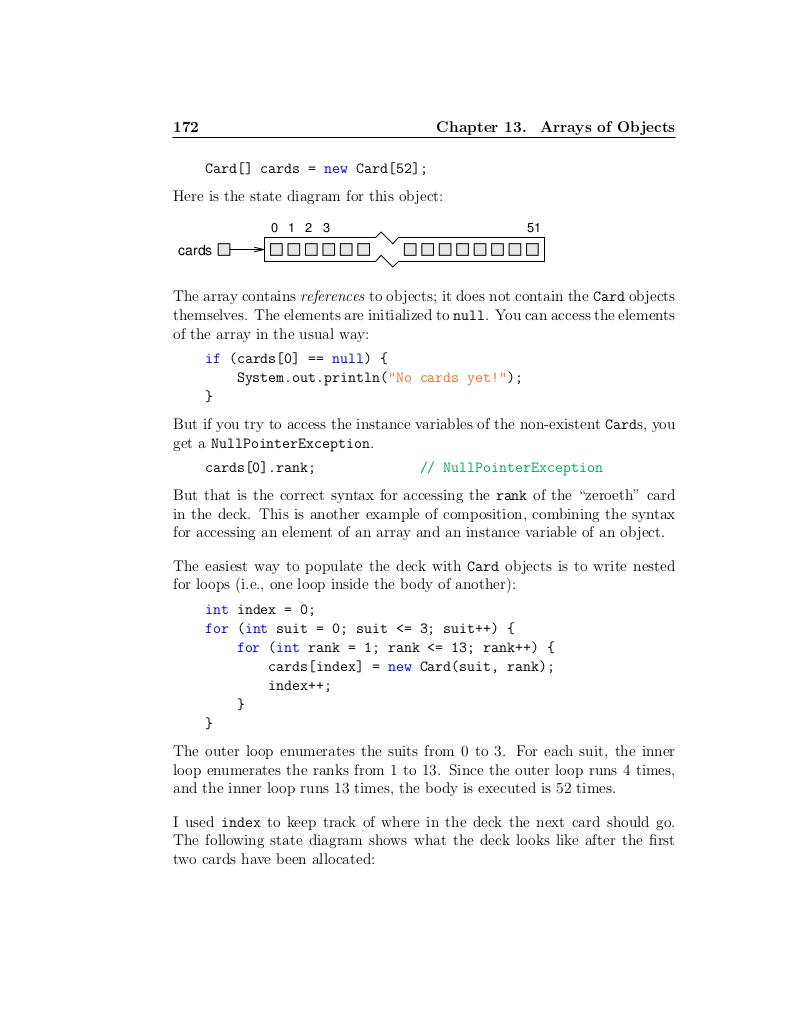 172 Chapter 13. Arrays of Objects
Card[] cards = new Card[52];
Here is the state diagram for this object:
0 1 2 3 51
cards
The array contains references to objects; it does not contain the Card objects
themselves. The elements are initialized to null. You can access the elements
of the array in the usual way:
if (cards[0] == null) {
    System.out.println("No cards yet!");
}
But if you try to access the instance variables of the non-existent Cards, you
get a NullPointerException.
cards[0].rank; // NullPointerException
But that is the correct syntax for accessing the rank of the “zeroeth” card
in the deck. This is another example of composition, combining the syntax
for accessing an element of an array and an instance variable of an object.
The easiest way to populate the deck with Card objects is to write nested
for loops (i.e., one loop inside the body of another):
int index = 0;
for (int suit = 0; suit <= 3; suit++) {
    for (int rank = 1; rank <= 13; rank++) {
        cards[index] = new Card(suit, rank);
        index++;
    }
}
The outer loop enumerates the suits from 0 to 3. For each suit, the inner
loop enumerates the ranks from 1 to 13. Since the outer loop runs 4 times,
and the inner loop runs 13 times, the body is executed is 52 times.
I used index to keep track of where in the deck the next card should go.
The following state diagram shows what the deck looks like after the first
two cards have been allocated: